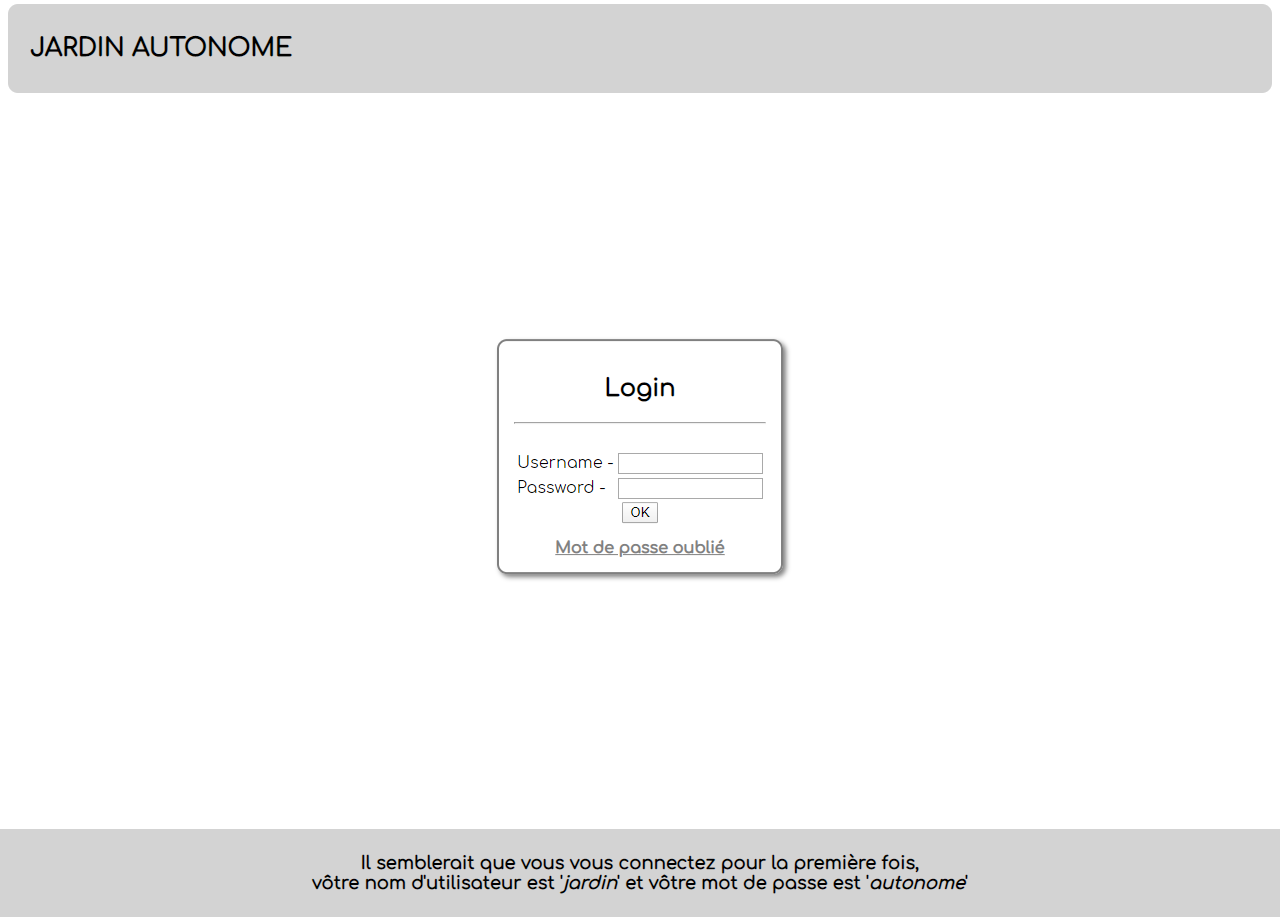 JARDIN AUTONOME
Login
Username -
Password -
OK
Mot de passe oublié
Il semblerait que vous vous connectez pour la première fois,
vôtre nom d'utilisateur est 'jardin' et vôtre mot de passe est 'autonome'